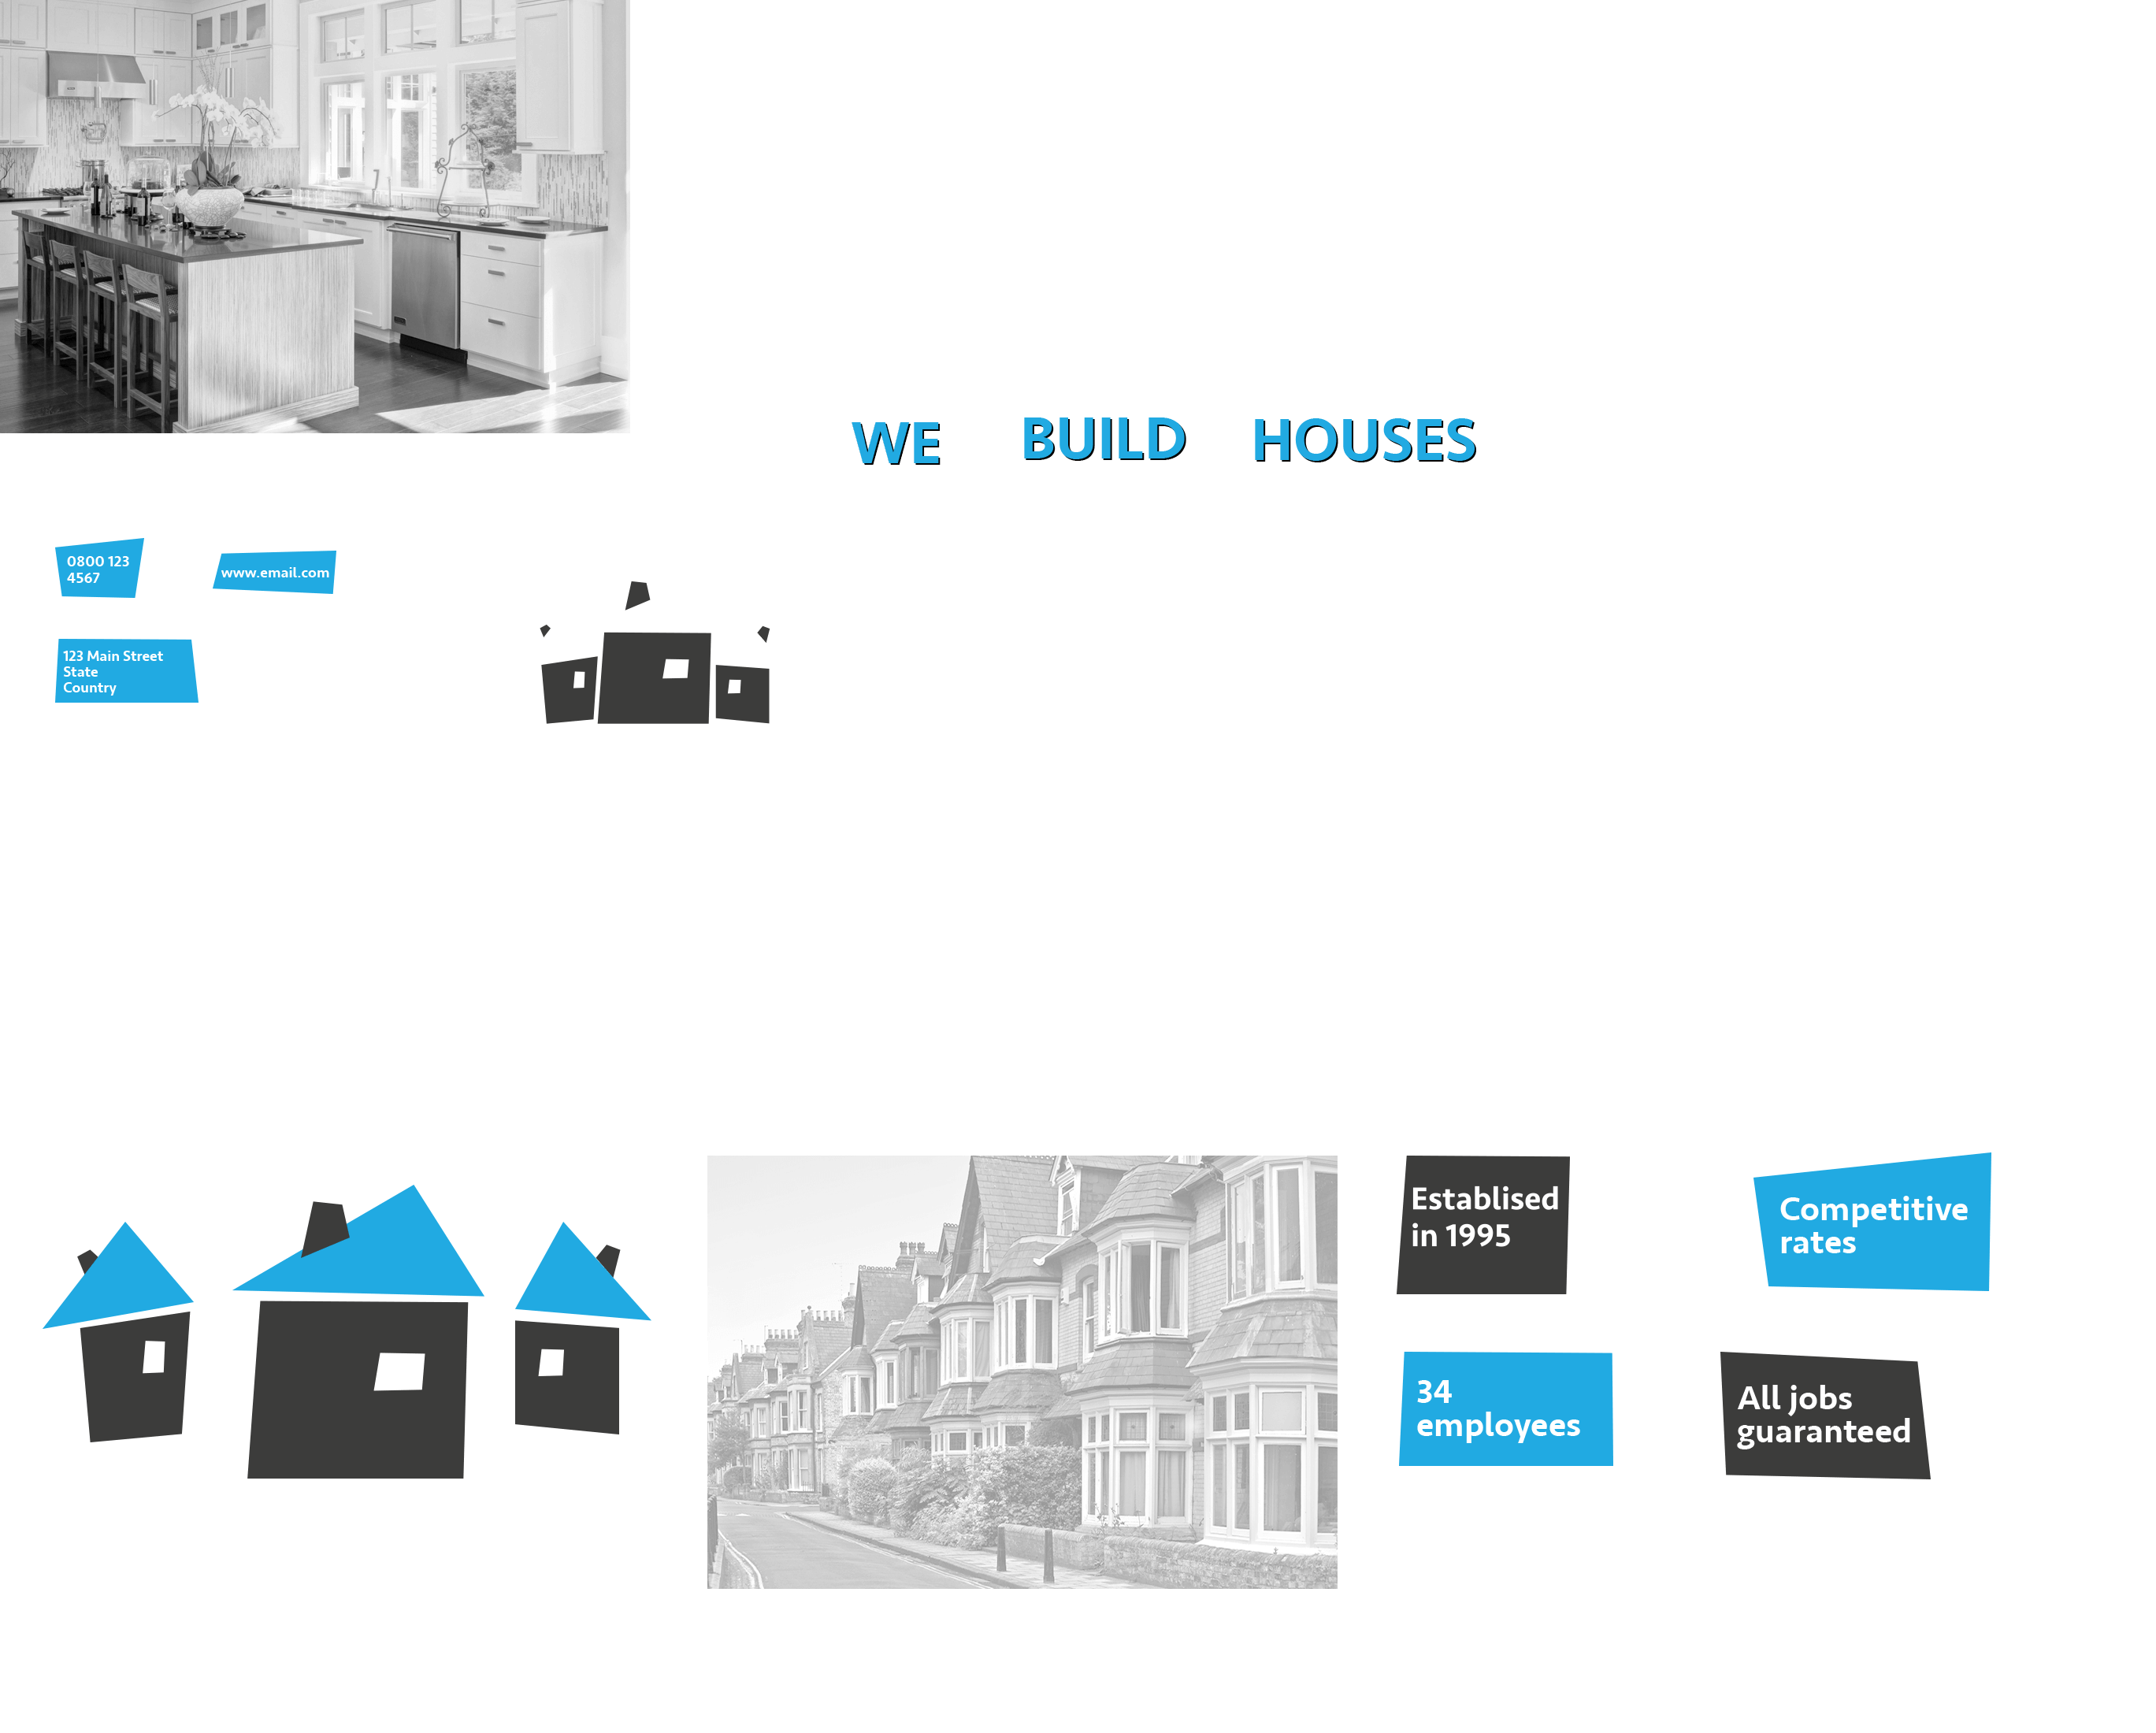 WE BUILD HOUSES
0800 123
4567
www.email.com
123 Main Street
State
Country
Establised
in 1995
Competitive
rates
34
employees
All jobs
guaranteed